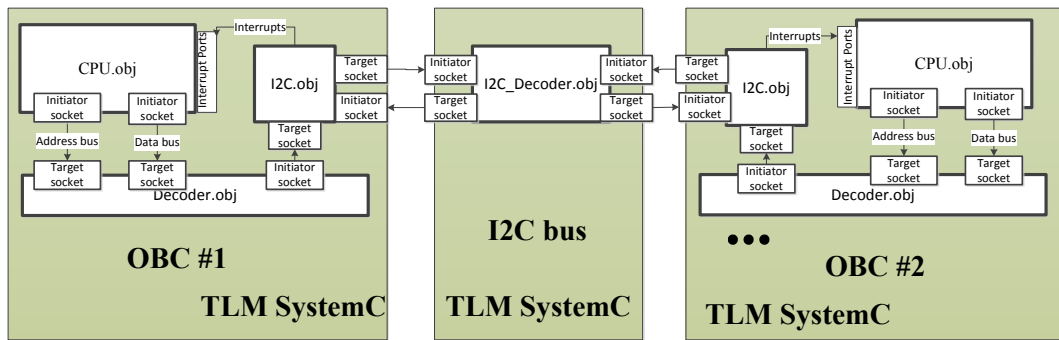 Interrupts
CPU.obj
Interrupt Ports
I2C.obj
Target
socket
Initiator
socket
Target
socket
Initiator
socket
Initiator
socket
Address bus
Data bus
Target
socket
Target
socket
Initiator
socket
Decoder.obj
OBC #1
TLM SystemC
Initiator
socket
Target
socket
I2C_Decoder.obj
Initiator
socket
Target
socket
I2C bus
TLM SystemC
Target
socket
Initiator
socket
I2C.obj
Interrupts
Interrupt Ports
CPU.obj
Target
socket
Initiator
socket
Initiator
socket
Address bus
Data bus
Initiator
socket
Target
socket
Target
socket
Decoder.obj
•••
OBC #2
TLM SystemC